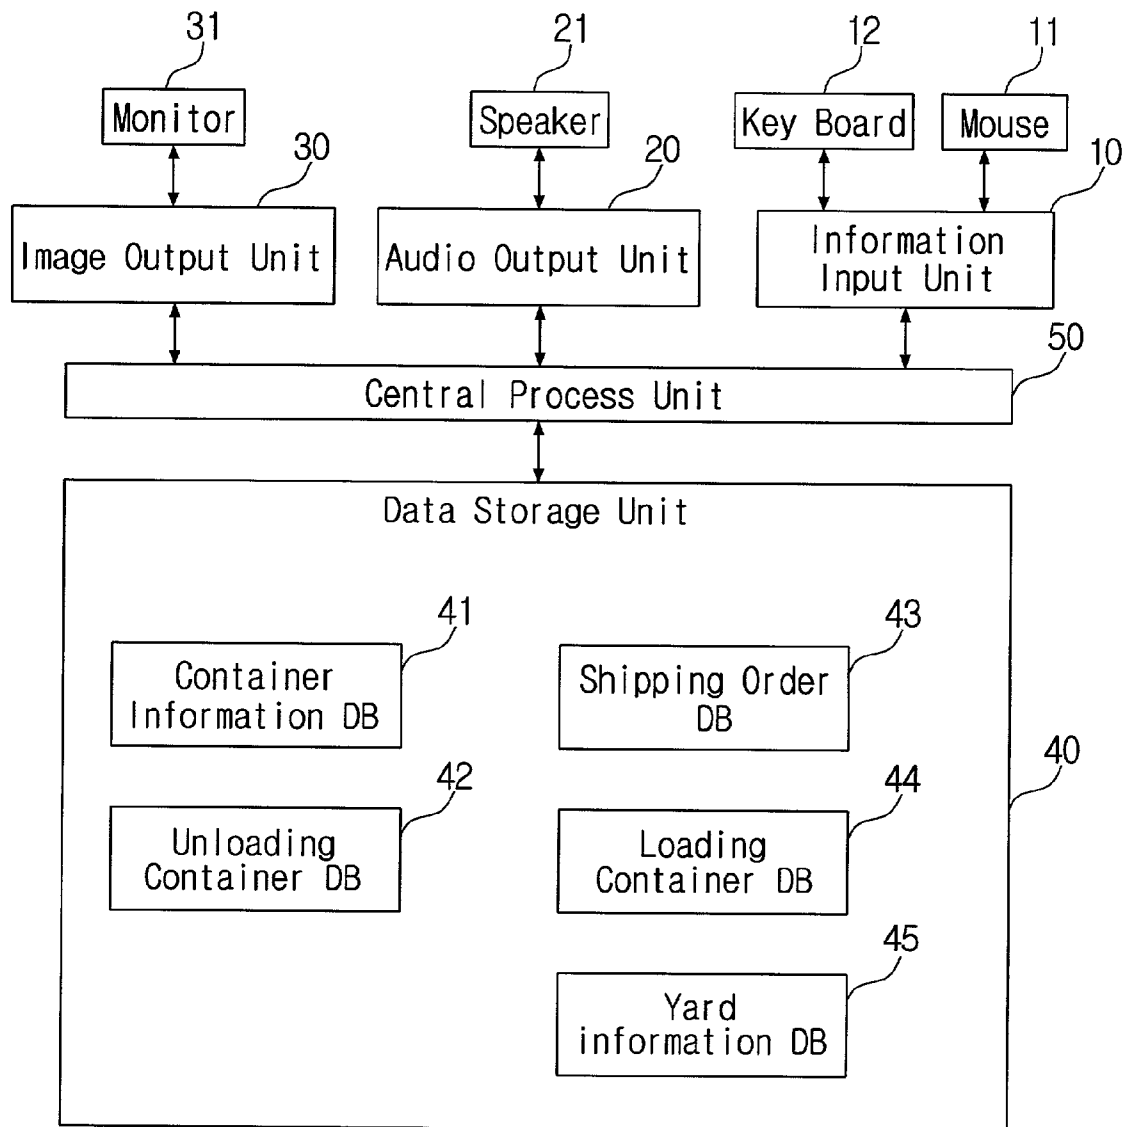 31
21
12
11
Monitor
Speaker
Key Board
Mouse
30
20
10
Image Output Unit
Audio Output Unit
Information
Input Unit
50
Central Process Unit
Data Storage Unit
41
43
Container
Information DB
Shipping Order
DB
42
44
40
Unloading
Container DB
Loading
Container DB
45
Yard
information DB